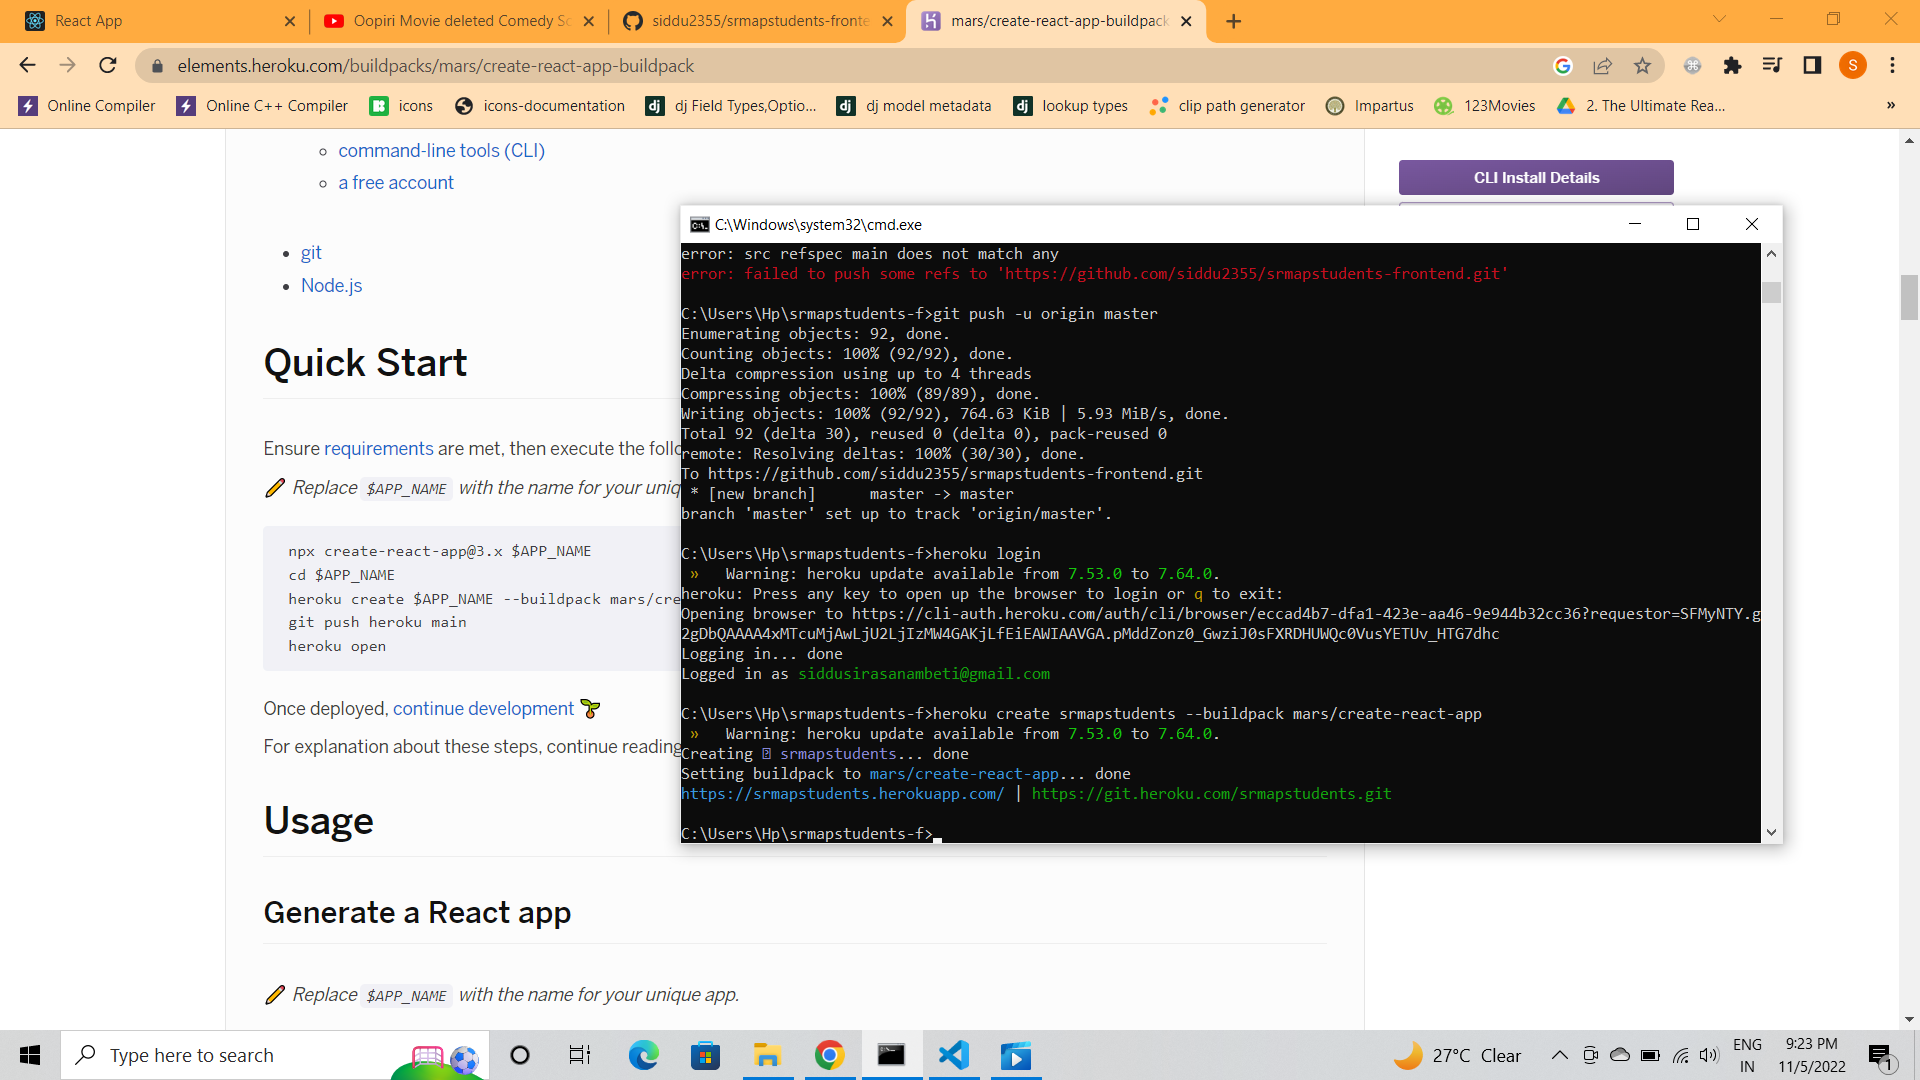 React App
Oopiri Movie deleted Comedy Sc
siddu2355/srmapstudents-fronte
mars/create-react-app-buildpack
elements.heroku.com/buildpacks/mars/create-react-app-buildpack
S
Online Compiler
Online C++ Compiler
icons
icons-documentation
dj Field Types,Optio...
dj model metadata
lookup types
clip path generator
Impartus
123Movies
2. The Ultimate Rea...
»
command-line tools (CLI)
a free account
git
Node.js
CLI Install Details
Quick Start
Ensure requirements are met, then execute the follo
Replace $APP_NAME with the name for your uniq
npx create-react-app@3.x $APP_NAME
cd $APP_NAME
heroku create $APP_NAME --buildpack mars/cre
git push heroku main
heroku open
Once deployed, continue development
For explanation about these steps, continue reading
Usage
Generate a React app
Replace $APP_NAME with the name for your unique app.
C:\Windows\system32\cmd.exe
error: src refspec main does not match any
error: failed to push some refs to 'https://github.com/siddu2355/srmapstudents-frontend.git'
C:\Users\Hp\srmapstudents-f>git push -u origin master
Enumerating objects: 92, done.
Counting objects: 100% (92/92), done.
Delta compression using up to 4 threads
Compressing objects: 100% (89/89), done.
Writing objects: 100% (92/92), 764.63 KiB | 5.93 MiB/s, done.
Total 92 (delta 30), reused 0 (delta 0), pack-reused 0
remote: Resolving deltas: 100% (30/30), done.
To https://github.com/siddu2355/srmapstudents-frontend.git
* [new branch] master -> master
branch 'master' set up to track 'origin/master'.
C:\Users\Hp\srmapstudents-f>heroku login
» Warning: heroku update available from 7.53.0 to 7.64.0.
heroku: Press any key to open up the browser to login or q to exit:
Opening browser to https://cli-auth.heroku.com/auth/cli/browser/eccad4b7-dfa1-423e-aa46-9e944b32cc36?requestor=SFMyNTY.g
2gDbQAAAA4xMTcuMjAwLjU2LjIzMW4GAKjLfEiEAWIAAVGA.pMddZonz0_GwziJ0sFXRDHUWQc0VusYETUv_HTG7dhc
Logging in... done
Logged in as siddusirasanambeti@gmail.com
C:\Users\Hp\srmapstudents-f>heroku create srmapstudents --buildpack mars/create-react-app
» Warning: heroku update available from 7.53.0 to 7.64.0.
Creating srmapstudents... done
Setting buildpack to mars/create-react-app... done
https://srmapstudents.herokuapp.com/ | https://git.heroku.com/srmapstudents.git
C:\Users\Hp\srmapstudents-f>
Type here to search
27°C Clear
ENG
IN
9:23 PM
11/5/2022
1